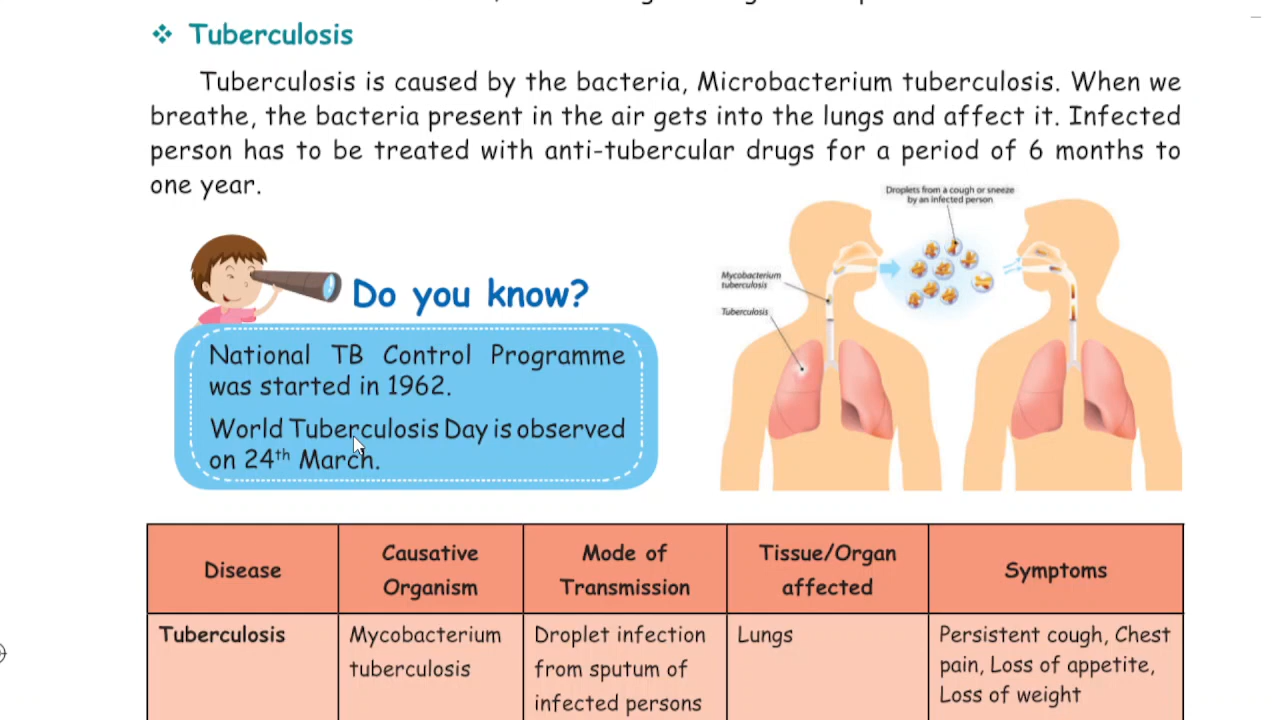 ❖ Tuberculosis
Tuberculosis is caused by the bacteria, Microbacterium tuberculosis. When we
breathe, the bacteria present in the air gets into the lungs and affect it. Infected
person has to be treated with anti-tubercular drugs for a period of 6 months to
one year.
Droplets from a cough or sneeze
by an infected person
Mycobacterium
tuberculosis
Tuberculosis
Do you know?
National TB Control Programme
was started in 1962.
World Tuberculosis Day is observed
on 24th March.
Disease
Causative
Organism
Mode of
Transmission
Tissue/Organ
affected
Symptoms
Tuberculosis
Mycobacterium
tuberculosis
Droplet infection
from sputum of
infected persons
Lungs
Persistent cough, Chest
pain, Loss of appetite,
Loss of weight